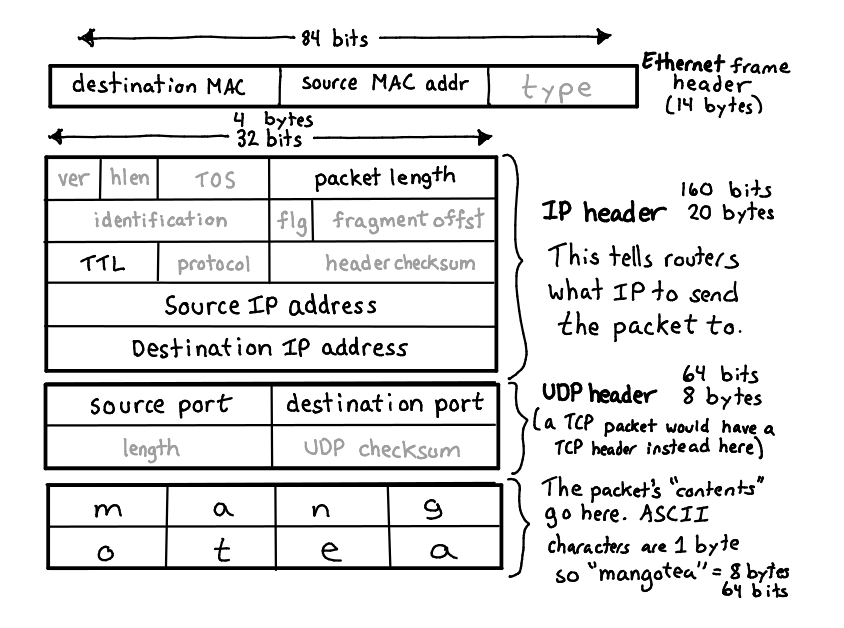 84 bits
destination MAC source MAC addr type
Ethernet frame
header
(14 bytes)
4 bytes
32 bits
ver hlen TOS packet length
identification flg fragment offst
TTL protocol header checksum
Source IP address
Destination IP address
IP header 160 bits
20 bytes
This tells routers
what IP to send
the packet to.
source port destination port
length UDP checksum
UDP header 64 bits
8 bytes
(a TCP packet would have a
TCP header instead here)
m a n g
o t e a
The packet's "contents"
go here. ASCII
characters are 1 byte
so "mangotea" = 8 bytes
64 bits